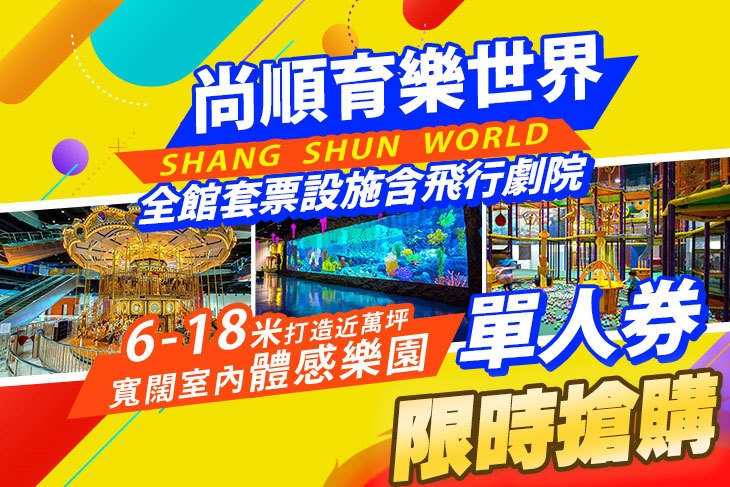 尚順育樂世界
SHANG SHUN WORLD
全館套票設施含飛行劇院
6-18米打造近萬坪
寬闊室內體感樂園
單人券
限時搶購